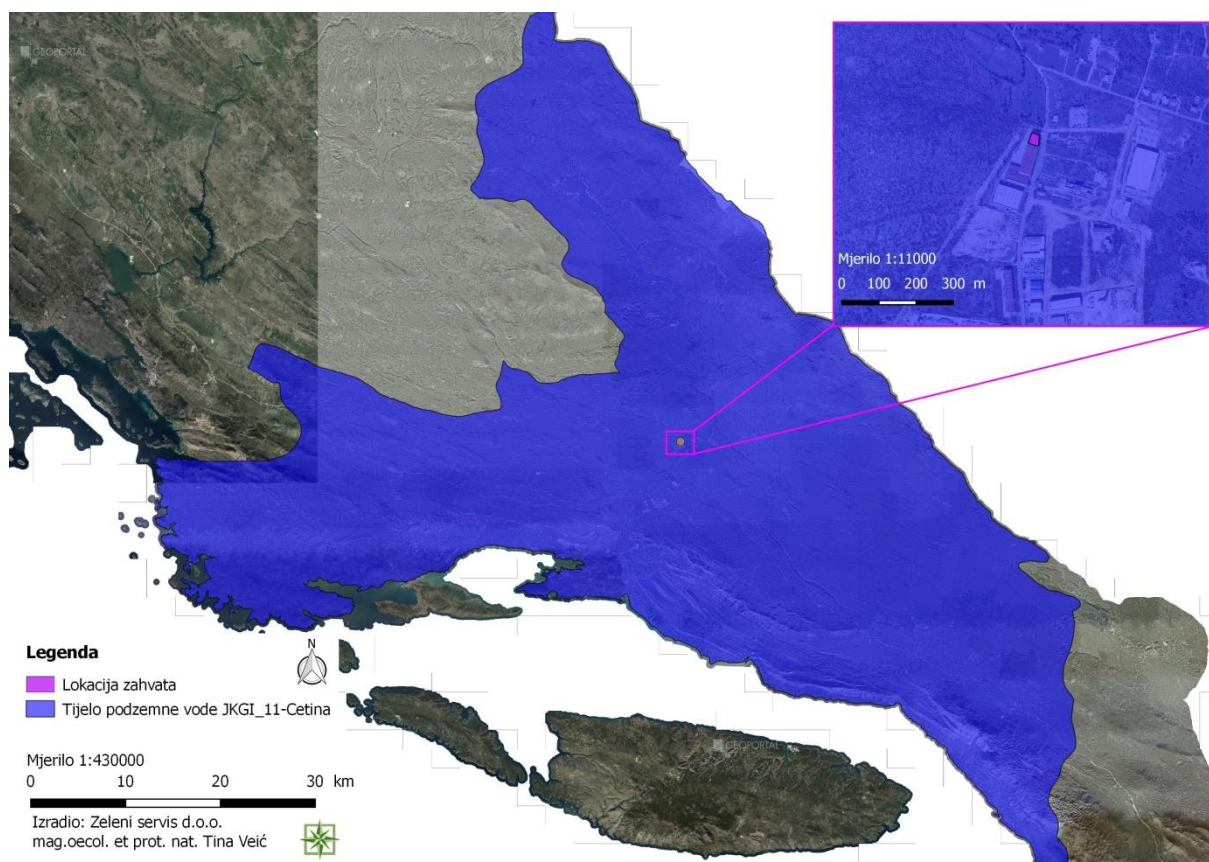 GEOPORTAL
Mjerilo 1:11000
0 100 200 300 m
Legenda
N
Lokacija zahvata
Tijelo podzemne vode JKGI_11-Cetina
GEOPORTAL
Mjerilo 1:430000
0 10 20 30 km
Izradio: Zeleni servis d.o.o.
mag.oecol. et prot. nat. Tina Veić